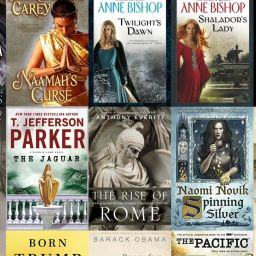 CAREY
NAAMAH'S
CURSE
ANNE BISHOP
TWILIGHT'S
DAWN
ANNE BISHOP
SHALADOR'S
LADY
T. JEFFERSON
PARKER
THE JAGUAR
ANTHONY EVERITT
THE RISE OF
ROME
Naomi Novik
Spinning
Silver
BORN
TRUMP
BARACK OBAMA
THE PACIFIC